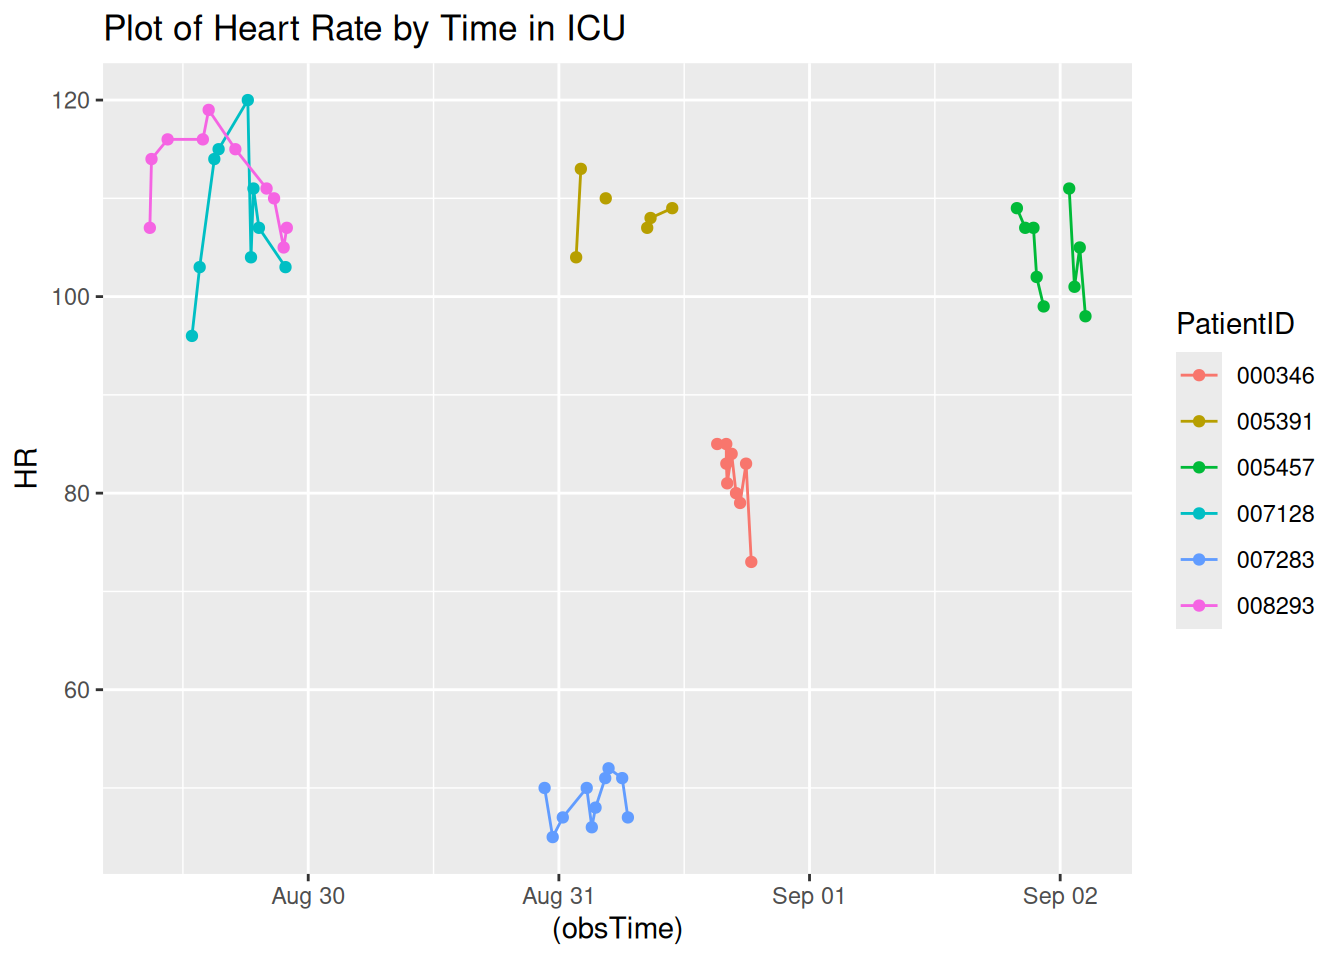 Plot of Heart Rate by Time in ICU
120
100
80
60
HR
Aug 30
Aug 31
Sep 01
Sep 02
(obsTime)
PatientID
000346
005391
005457
007128
007283
008293